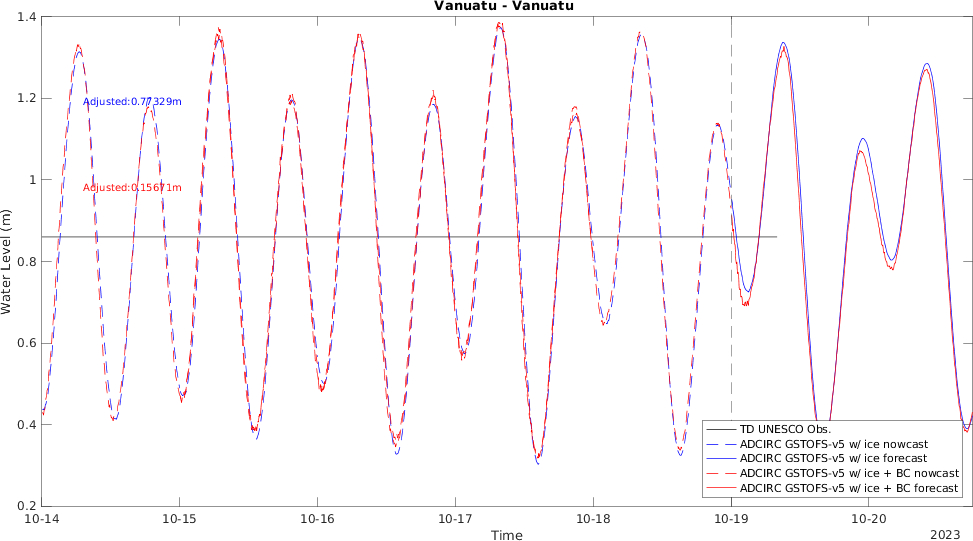 Vanuatu - Vanuatu
1.4
1.2
1
0.8
0.6
0.4
0.2
Water Level (m)
Adjusted:0.77329m
Adjusted:0.15671m
TD UNESCO Obs.
ADCIRC GSTOFS-v5 w/ ice nowcast
ADCIRC GSTOFS-v5 w/ ice forecast
ADCIRC GSTOFS-v5 w/ ice + BC nowcast
ADCIRC GSTOFS-v5 w/ ice + BC forecast
10-14 10-15 10-16 10-17 10-18 10-19 10-20
Time
2023